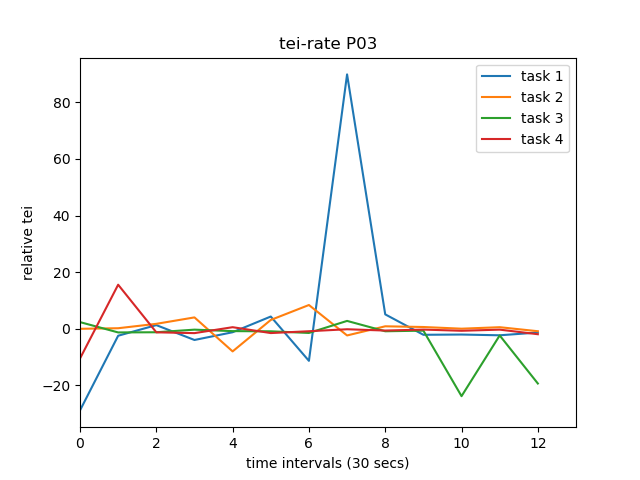 tei-rate P03
task 1
task 2
task 3
task 4
80
60
40
20
0
−20
relative tei
0 2 4 6 8 10 12
time intervals (30 secs)